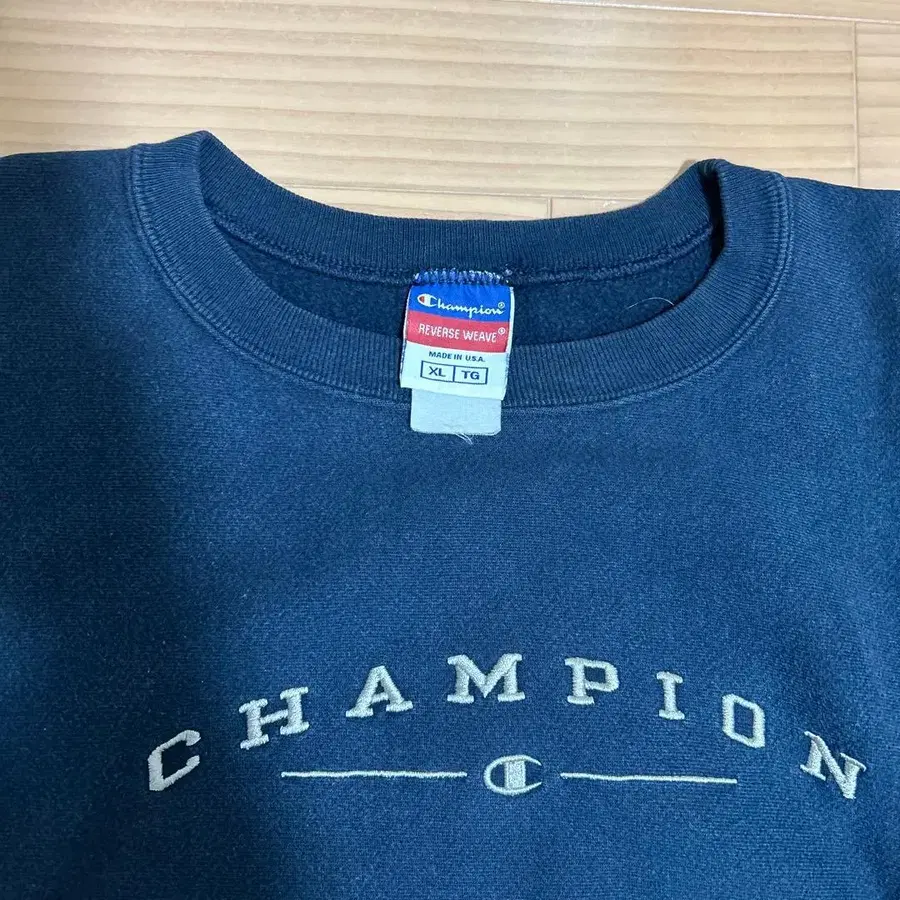 Champion®
REVERSE WEAVE®
MADE IN U.S.A.
XL TG
CHAMPION